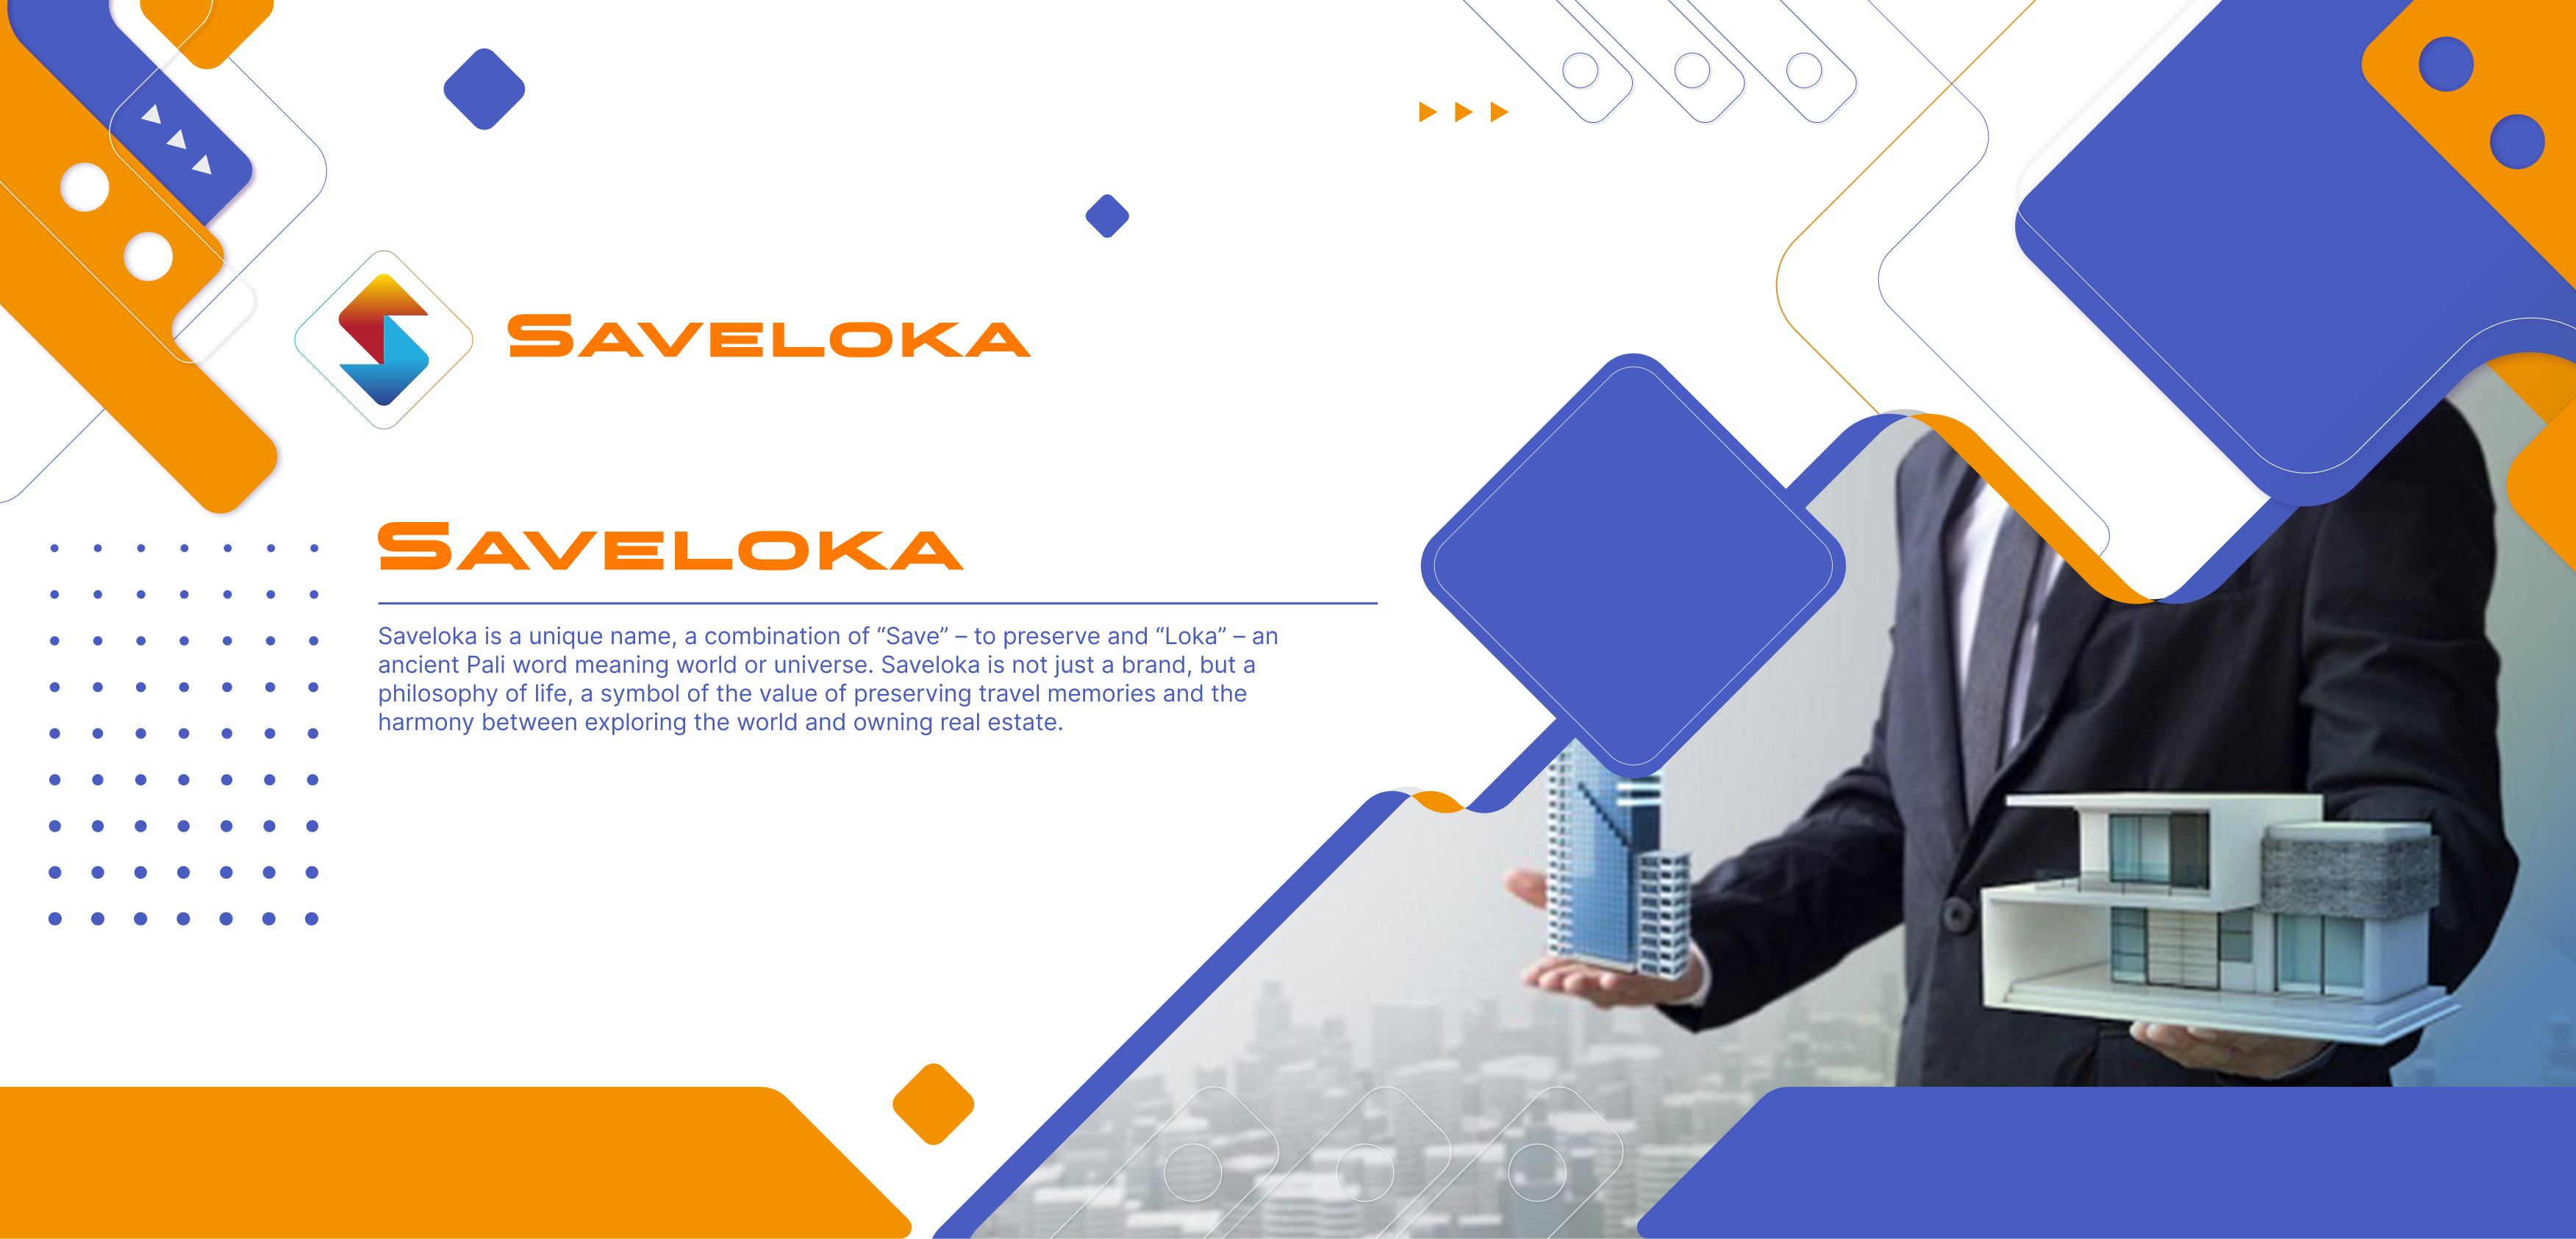 SAVELOKA
SAVELOKA
Saveloka is a unique name, a combination of “Save” – to preserve and “Loka” – an
ancient Pali word meaning world or universe. Saveloka is not just a brand, but a
philosophy of life, a symbol of the value of preserving travel memories and the
harmony between exploring the world and owning real estate.